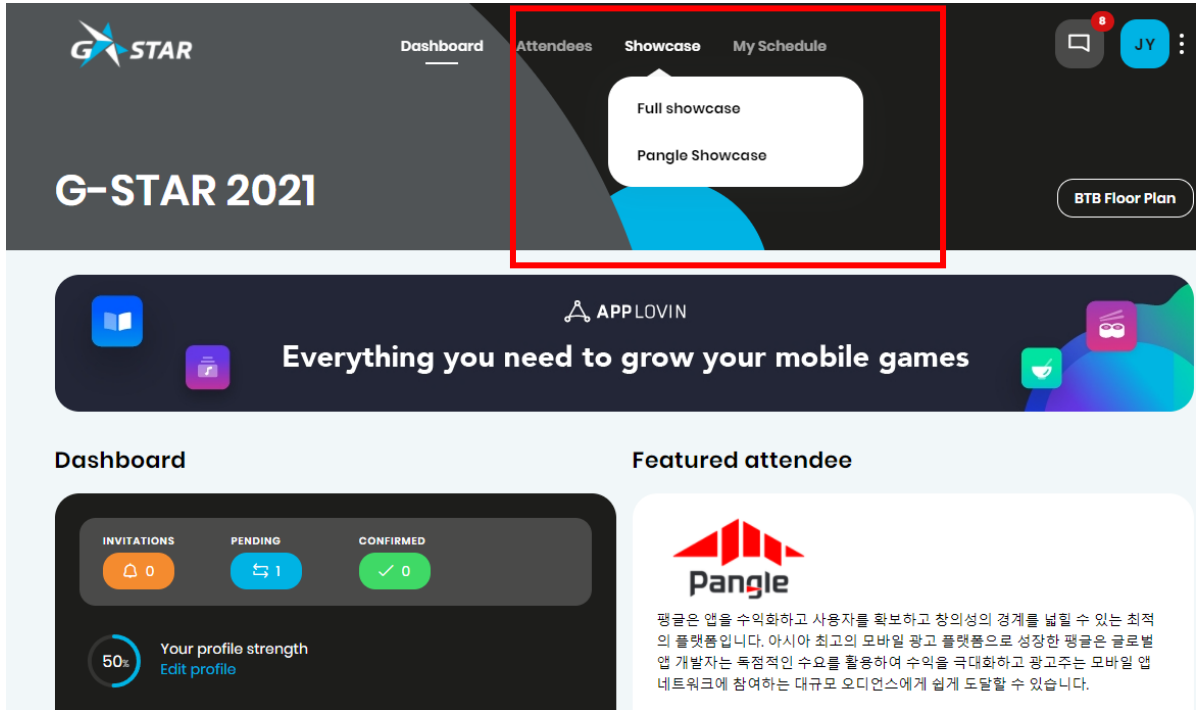 G STAR
Dashboard Attendees Showcase My Schedule
8
JY
Full showcase
Pangle Showcase
G-STAR 2021
BTB Floor Plan
APPLOVIN
Everything you need to grow your mobile games
Dashboard
INVITATIONS PENDING CONFIRMED
0 1 0
50%
Your profile strength
Edit profile
Featured attendee
Pangle
팽글은 앱을 수익화하고 사용자를 확보하고 창의성의 경계를 넓힐 수 있는 최적
의 플랫폼입니다. 아시아 최고의 모바일 광고 플랫폼으로 성장한 팽글은 글로벌
앱 개발자는 독점적인 수요를 활용하여 수익을 극대화하고 광고주는 모바일 앱
네트워크에 참여하는 대규모 오디언스에게 쉽게 도달할 수 있습니다.